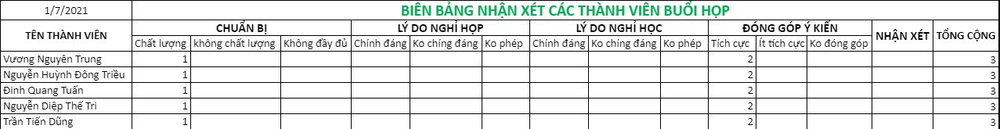 1/7/2021 BIÊN BẢNG NHẬN XÉT CÁC THÀNH VIÊN BUỔI HỌP
TÊN THÀNH VIÊN CHUẨN BỊ LÝ DO NGHỈ HỌP LÝ DO NGHỈ HỌC ĐÓNG GÓP Ý KIẾN NHẬN XÉT TỔNG CỘNG
Chất lượng không chất lượng Không đầy đủ Chính đáng Ko chíng đáng Ko phép Chính đáng Ko chíng đáng Ko phép Tích cực Ít tích cực Ko đóng góp
Vương Nguyên Trung 1 2 3
Nguyễn Huỳnh Đông Triều 1 2 3
Đinh Quang Tuấn 1 2 3
Nguyễn Diệp Thế Tri 1 2 3
Trần Tiến Dũng 1 2 3